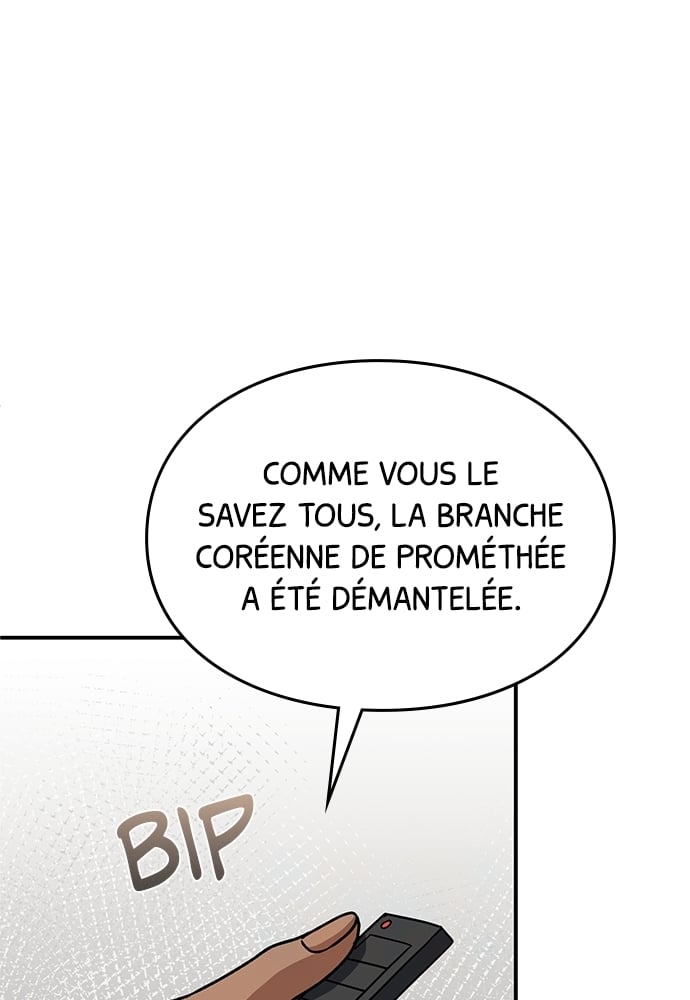 COMME VOUS LE
SAVEZ TOUS, LA BRANCHE
CORÉENNE DE PROMÉTHÉE
A ÉTÉ DÉMANTELÉE.
BIP